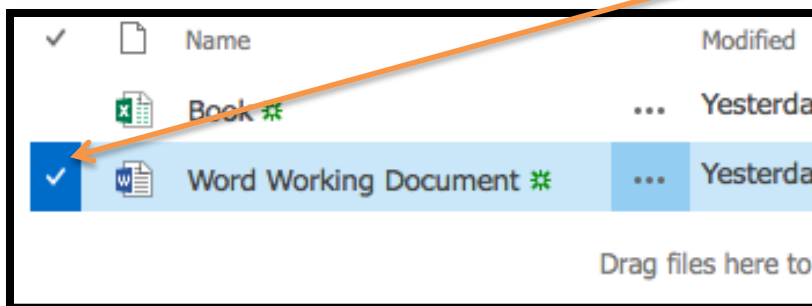 Name Modified
Book ... Yesterda
Word Working Document ... Yesterda
Drag files here to